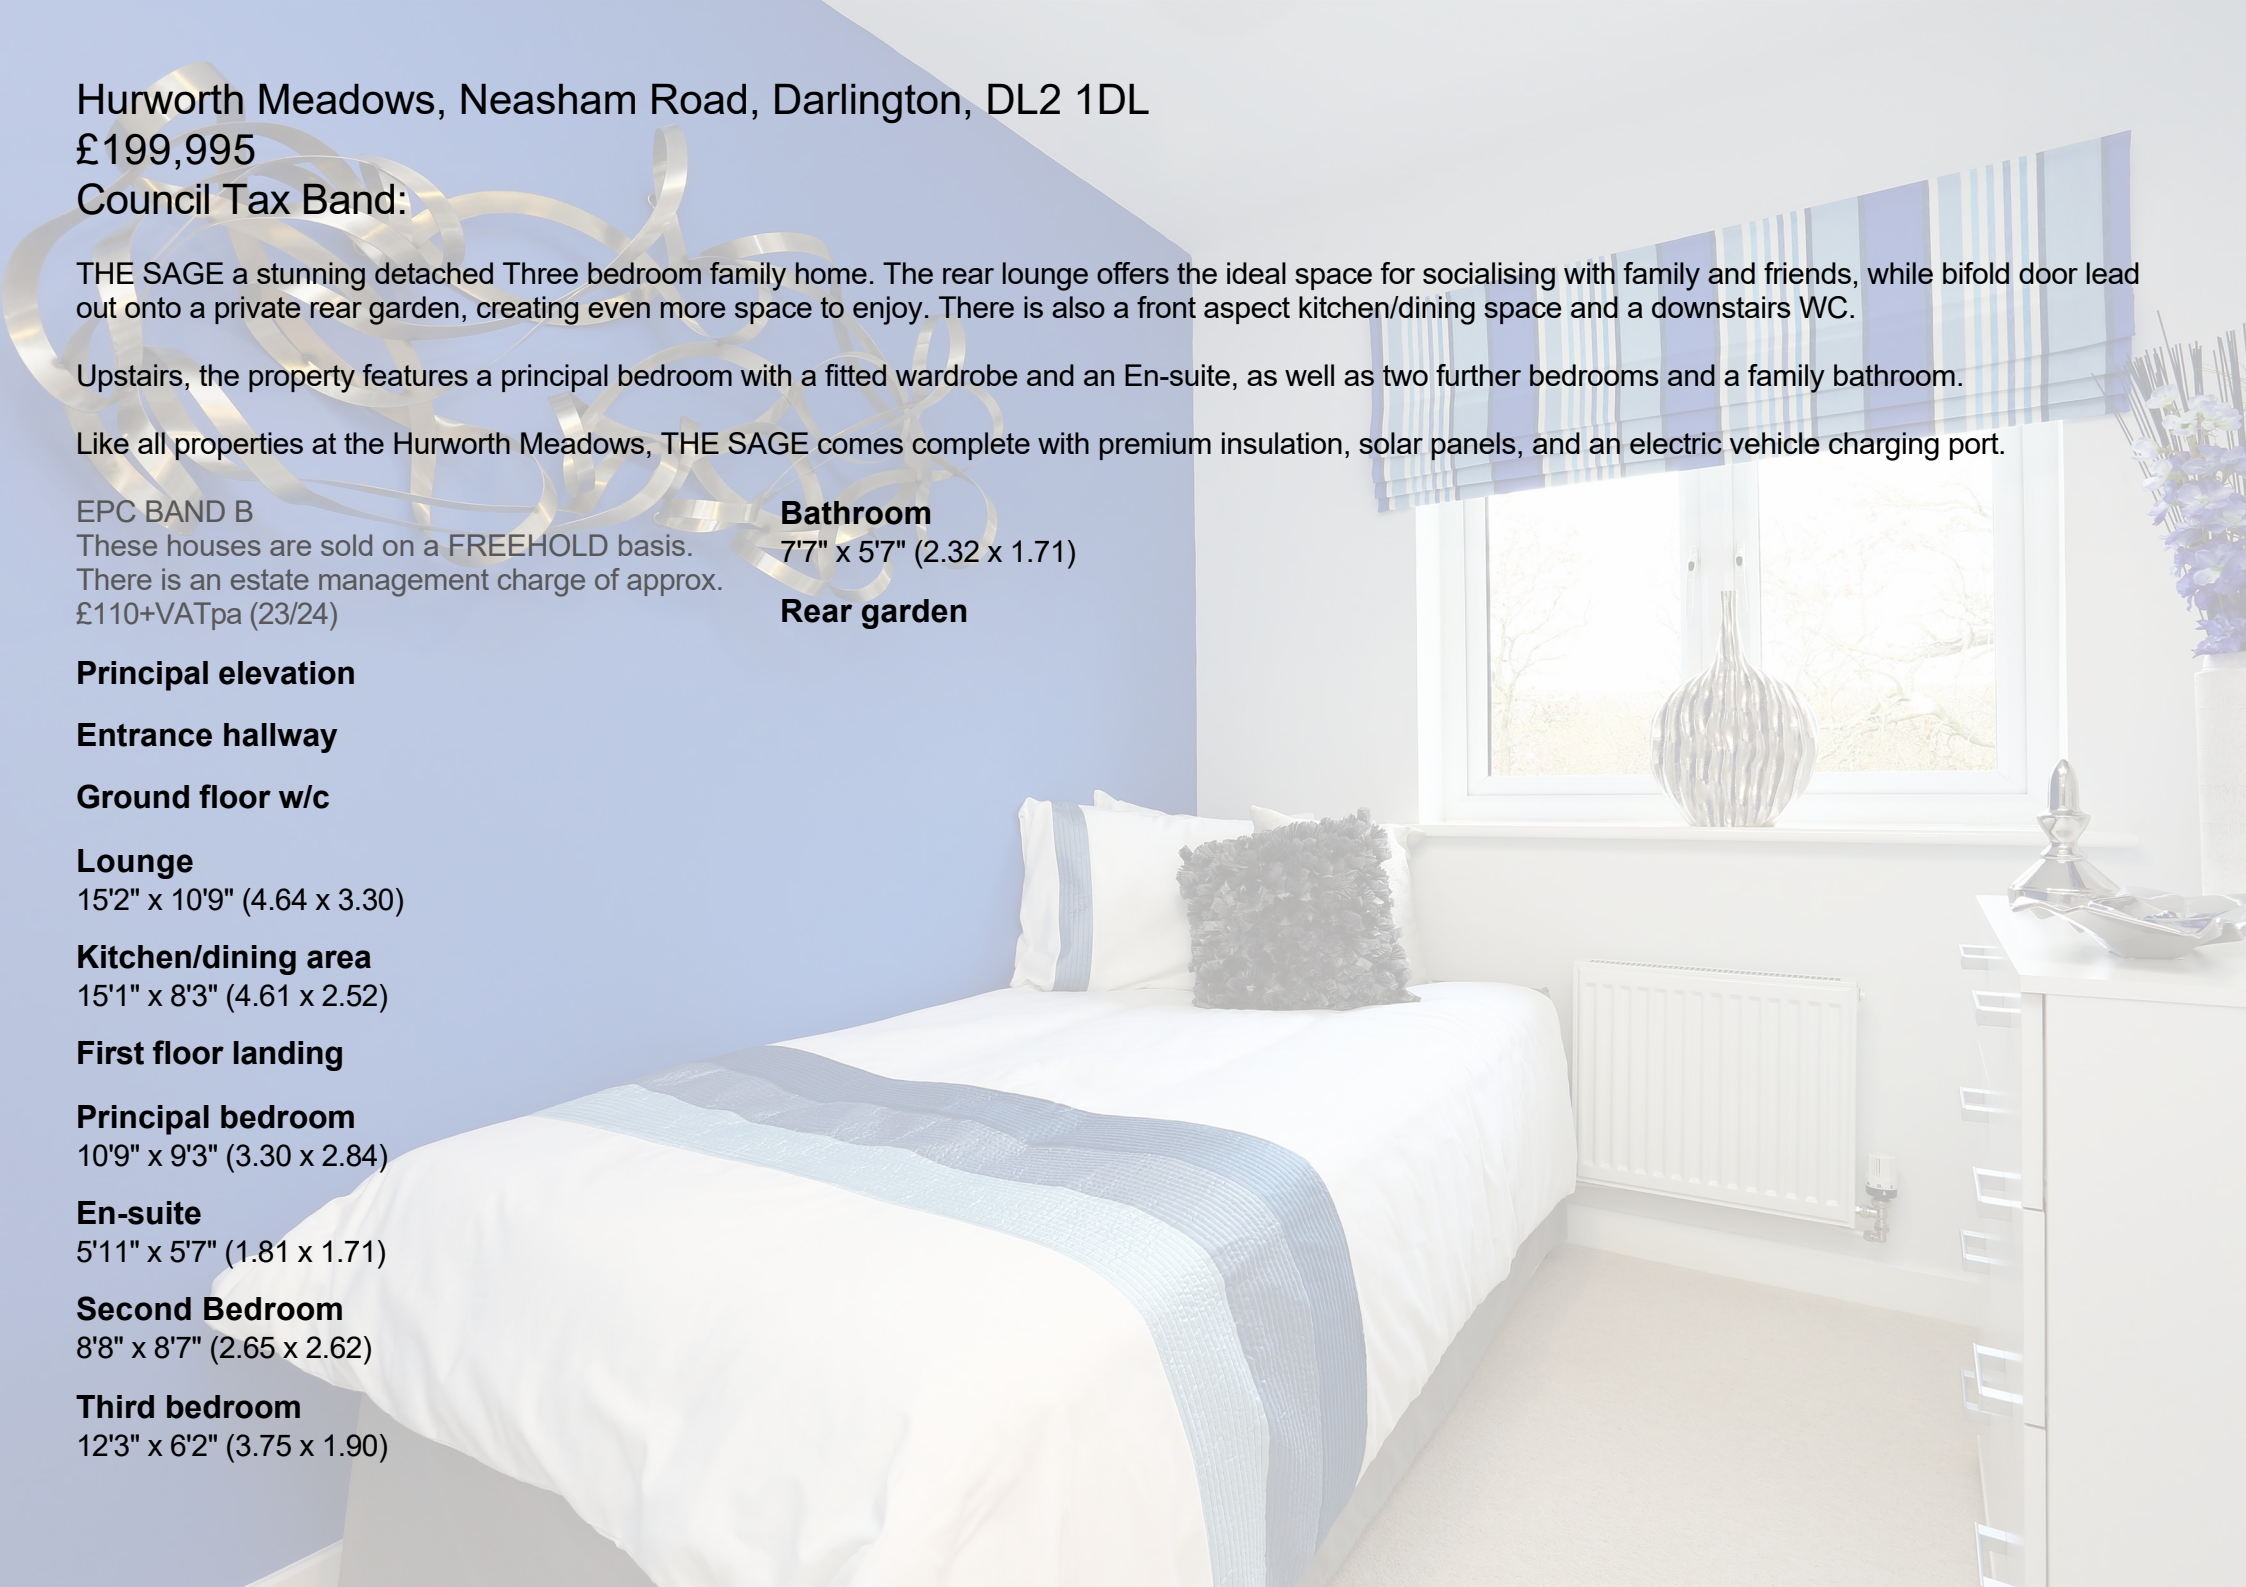 Hurworth Meadows, Neasham Road, Darlington, DL2 1DL
£199,995
Council Tax Band:
THE SAGE a stunning detached Three bedroom family home. The rear lounge offers the ideal space for socialising with family and friends, while bifold door lead
out onto a private rear garden, creating even more space to enjoy. There is also a front aspect kitchen/dining space and a downstairs WC.
Upstairs, the property features a principal bedroom with a fitted wardrobe and an En-suite, as well as two further bedrooms and a family bathroom.
Like all properties at the Hurworth Meadows, THE SAGE comes complete with premium insulation, solar panels, and an electric vehicle charging port.
EPC BAND B
These houses are sold on a FREEHOLD basis.
There is an estate management charge of approx.
£110+VATpa (23/24)
Principal elevation
Entrance hallway
Ground floor w/c
Lounge
15'2" x 10'9" (4.64 x 3.30)
Kitchen/dining area
15'1" x 8'3" (4.61 x 2.52)
First floor landing
Principal bedroom
10'9" x 9'3" (3.30 x 2.84)
En-suite
5'11" x 5'7" (1.81 x 1.71)
Second Bedroom
8'8" x 8'7" (2.65 x 2.62)
Third bedroom
12'3" x 6'2" (3.75 x 1.90)
Bathroom
7'7" x 5'7" (2.32 x 1.71)
Rear garden